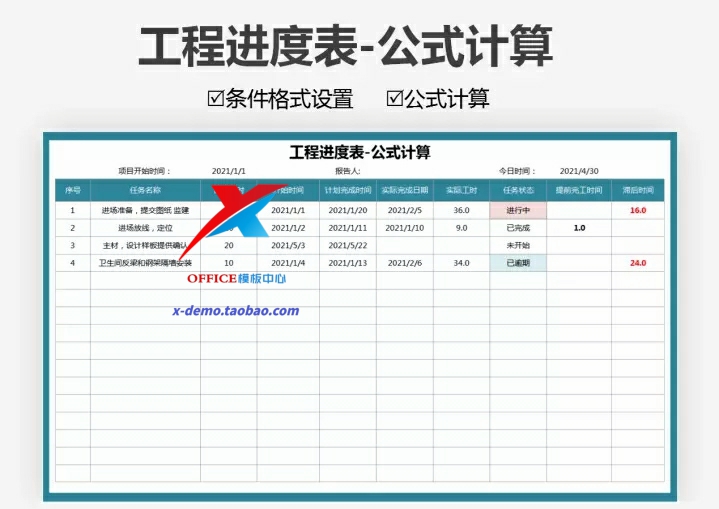 工程进度表-公式计算
☑条件格式设置 ☑公式计算
工程进度表-公式计算
项目开始时间： 2021/1/1 报告人: 今日时间： 2021/4/30
序号 任务名称 时 始时间 计划完成时间 实际完成日期 实际工时 任务状态 提前完工时间 滞后时间
1 进场准备，提交图纸 监建 2021/1/1 2021/1/20 2021/2/5 36.0 进行中 16.0
2 进场放线，定位 2021/1/2 2021/1/11 2021/1/10 9.0 已完成 1.0
3 主材，设计样板提供确认 20 2021/5/3 2021/5/22 未开始
4 卫生间反梁和钢架隔墙安装 10 2021/1/4 2021/1/13 2021/2/6 34.0 已逾期 24.0
OFFICE模板中心
x-demo.taobao.com